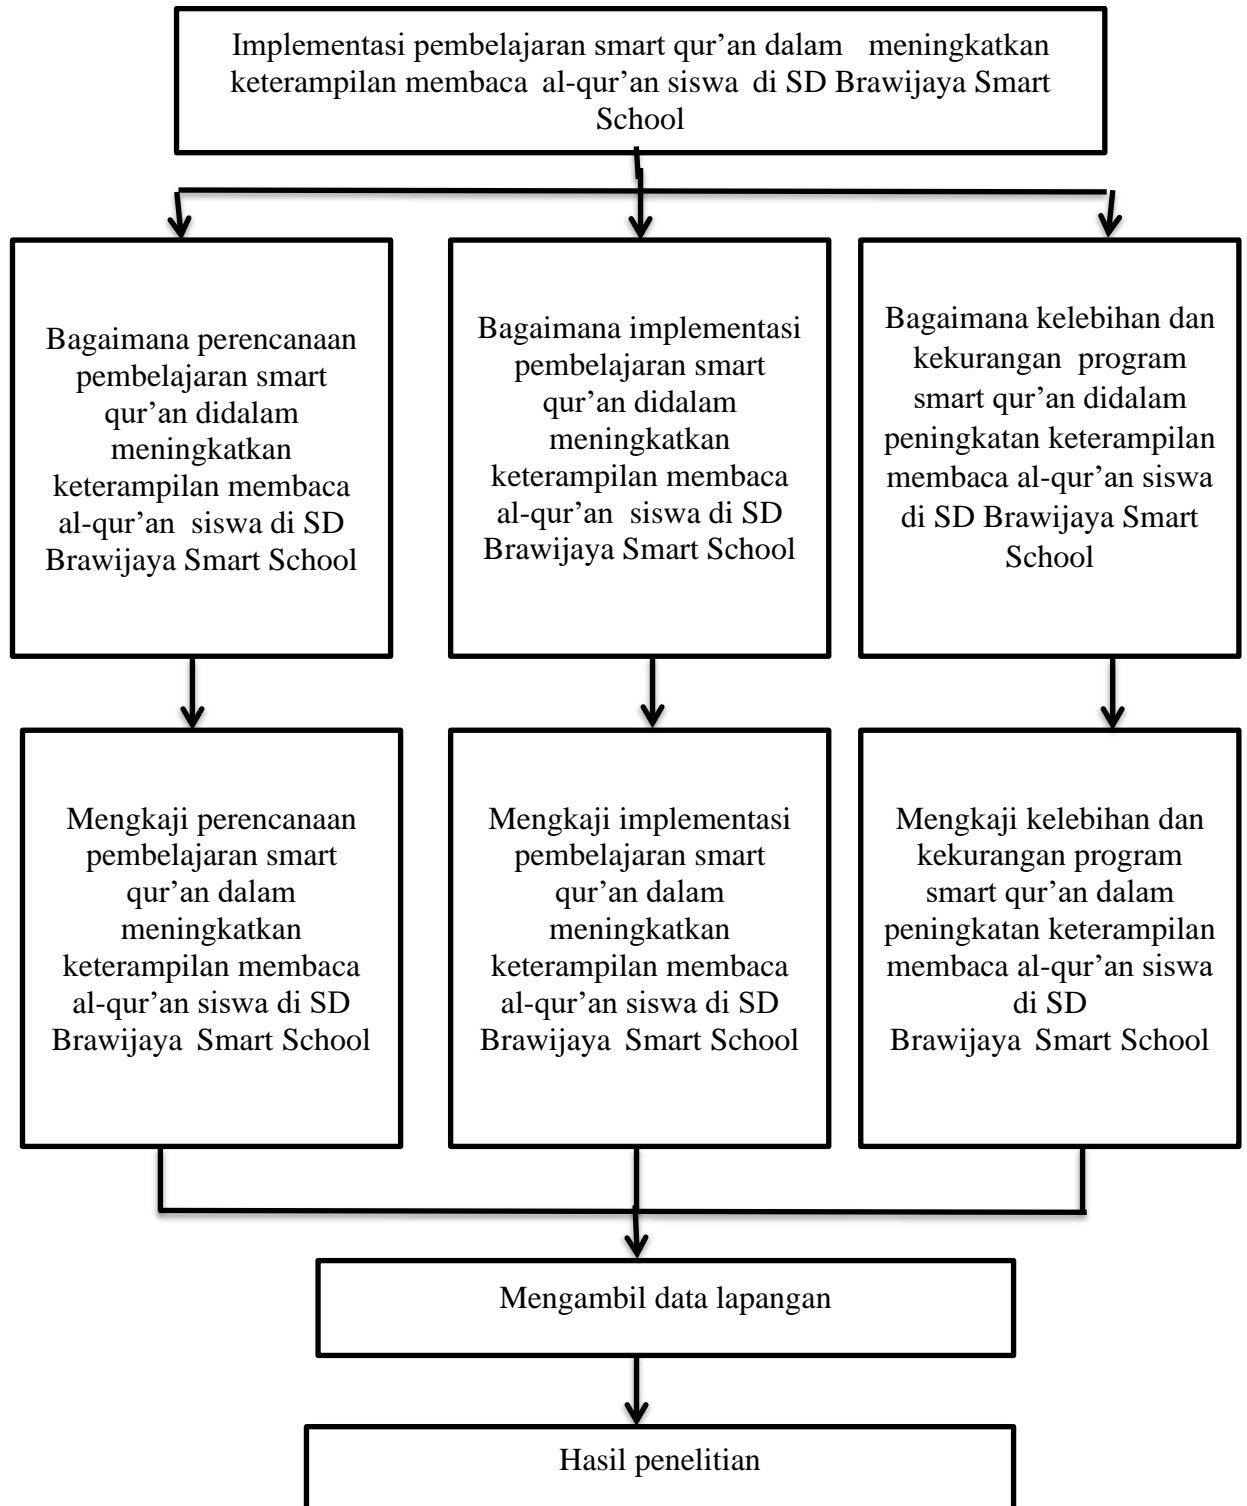 Implementasi pembelajaran smart qur’an dalam meningkatkan
keterampilan membaca al-qur’an siswa di SD Brawijaya Smart
School
Bagaimana perencanaan
pembelajaran smart
qur’an didalam
meningkatkan
keterampilan membaca
al-qur’an siswa di SD
Brawijaya Smart School
Bagaimana implementasi
pembelajaran smart
qur’an didalam
meningkatkan
keterampilan membaca
al-qur’an siswa di SD
Brawijaya Smart School
Bagaimana kelebihan dan
kekurangan program
smart qur’an didalam
peningkatan keterampilan
membaca al-qur’an siswa
di SD Brawijaya Smart
School
Mengkaji perencanaan
pembelajaran smart
qur’an dalam
meningkatkan
keterampilan membaca
al-qur’an siswa di SD
Brawijaya Smart School
Mengkaji implementasi
pembelajaran smart
qur’an dalam
meningkatkan
keterampilan membaca
al-qur’an siswa di SD
Brawijaya Smart School
Mengkaji kelebihan dan
kekurangan program
smart qur’an dalam
peningkatan keterampilan
membaca al-qur’an siswa
di SD
Brawijaya Smart School
Mengambil data lapangan
Hasil penelitian